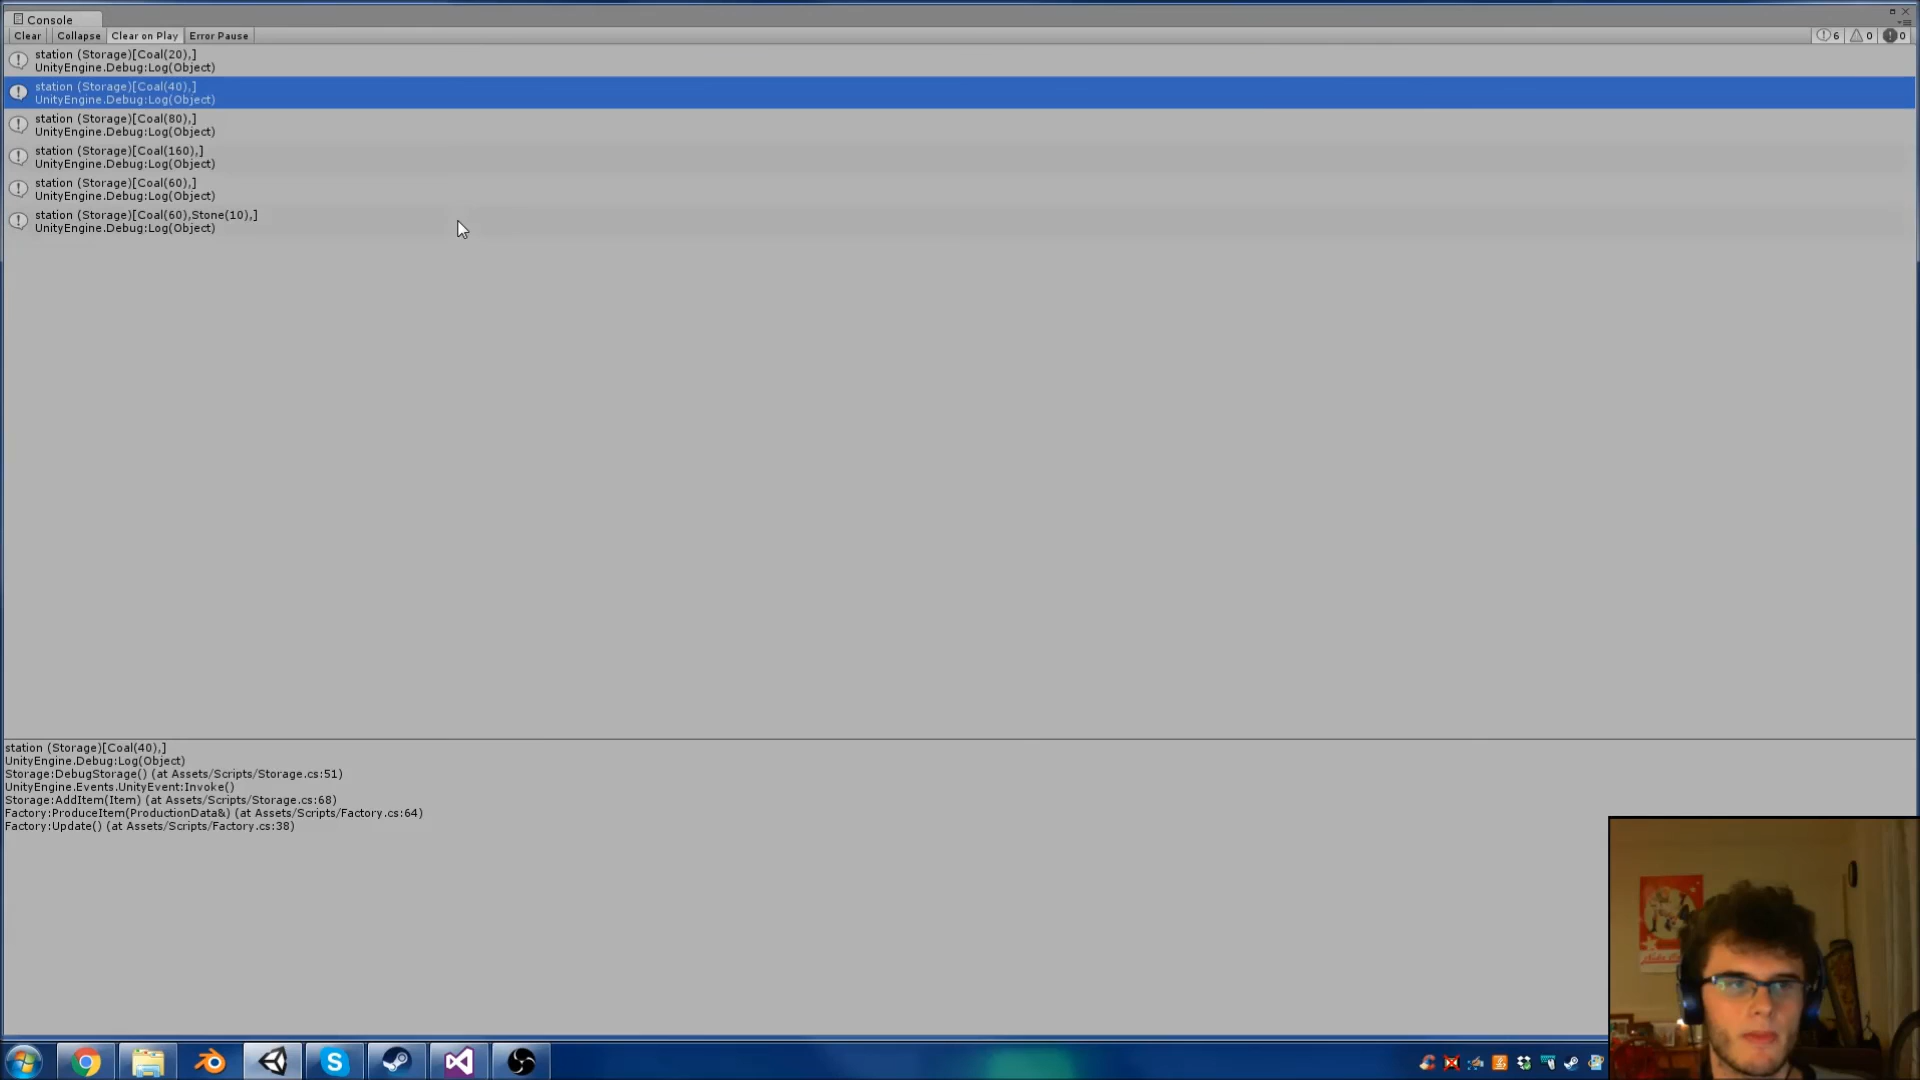 Console
Clear Collapse Clear on Play Error Pause 6 0 0
station (Storage)[Coal(20),]
UnityEngine.Debug:Log(Object)
station (Storage)[Coal(40),]
UnityEngine.Debug:Log(Object)
station (Storage)[Coal(80),]
UnityEngine.Debug:Log(Object)
station (Storage)[Coal(160),]
UnityEngine.Debug:Log(Object)
station (Storage)[Coal(60),]
UnityEngine.Debug:Log(Object)
station (Storage)[Coal(60),Stone(10),]
UnityEngine.Debug:Log(Object)
station (Storage)[Coal(40),]
UnityEngine.Debug:Log(Object)
Storage:DebugStorage() (at Assets/Scripts/Storage.cs:51)
UnityEngine.Events.UnityEvent:Invoke()
Storage:AddItem(Item) (at Assets/Scripts/Storage.cs:68)
Factory:ProduceItem(ProductionData&) (at Assets/Scripts/Factory.cs:64)
Factory:Update() (at Assets/Scripts/Factory.cs:38)